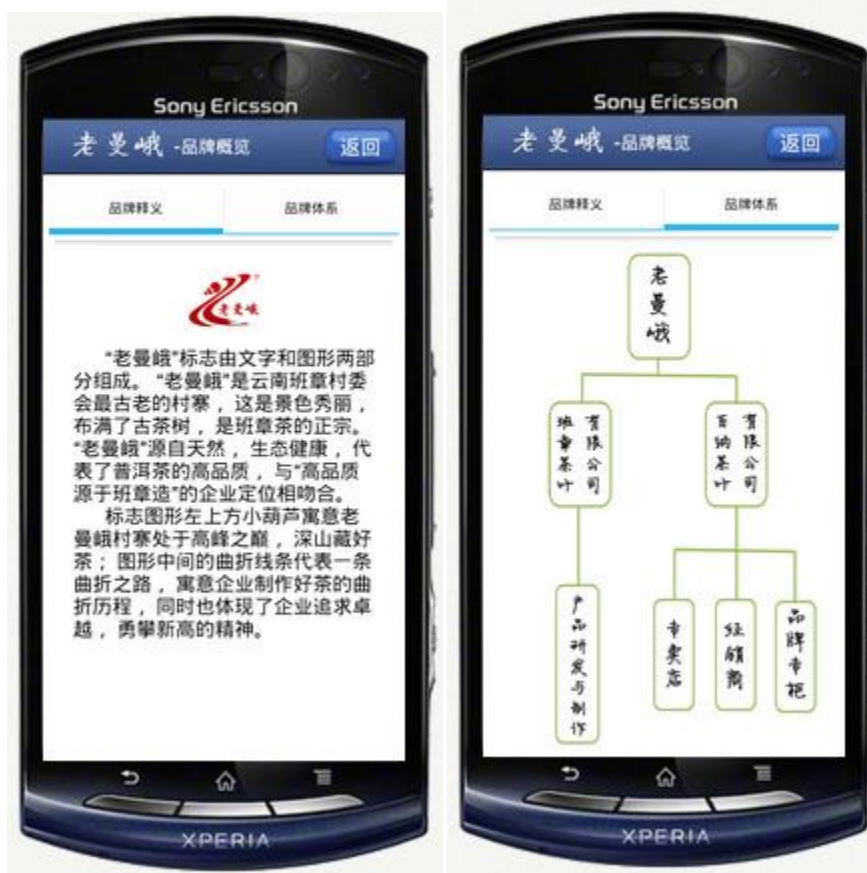 Sony Ericsson
老曼峨 -品牌概览
返回
品牌释义
品牌体系
老曼峨
“老曼峨”标志由文字和图形两部
分组成。 “老曼峨”是云南班章村委
会最古老的村寨 ，这是景色秀丽 ，
布满了古茶树 ，是班章茶的正宗。
“老曼峨”源自天然 ，生态健康 ，代
表了普洱茶的高品质 ，与“高品质
源于班章造”的企业定位相吻合。
标志图形左上方小葫芦寓意老
曼峨村寨处于高峰之巅 ，深山藏好
茶 ；图形中间的曲折线条代表一条
曲折之路 ，寓意企业制作好茶的曲
折历程 ，同时也体现了企业追求卓
越 ，勇攀新高的精神。
XPERIA
Sony Ericsson
老曼峨 -品牌概览
返回
品牌释义
品牌体系
老曼峨
班章茶叶
有限公司
百纳茶叶
有限公司
产品研发与制作
专卖店
经销商
品牌专柜
XPERIA